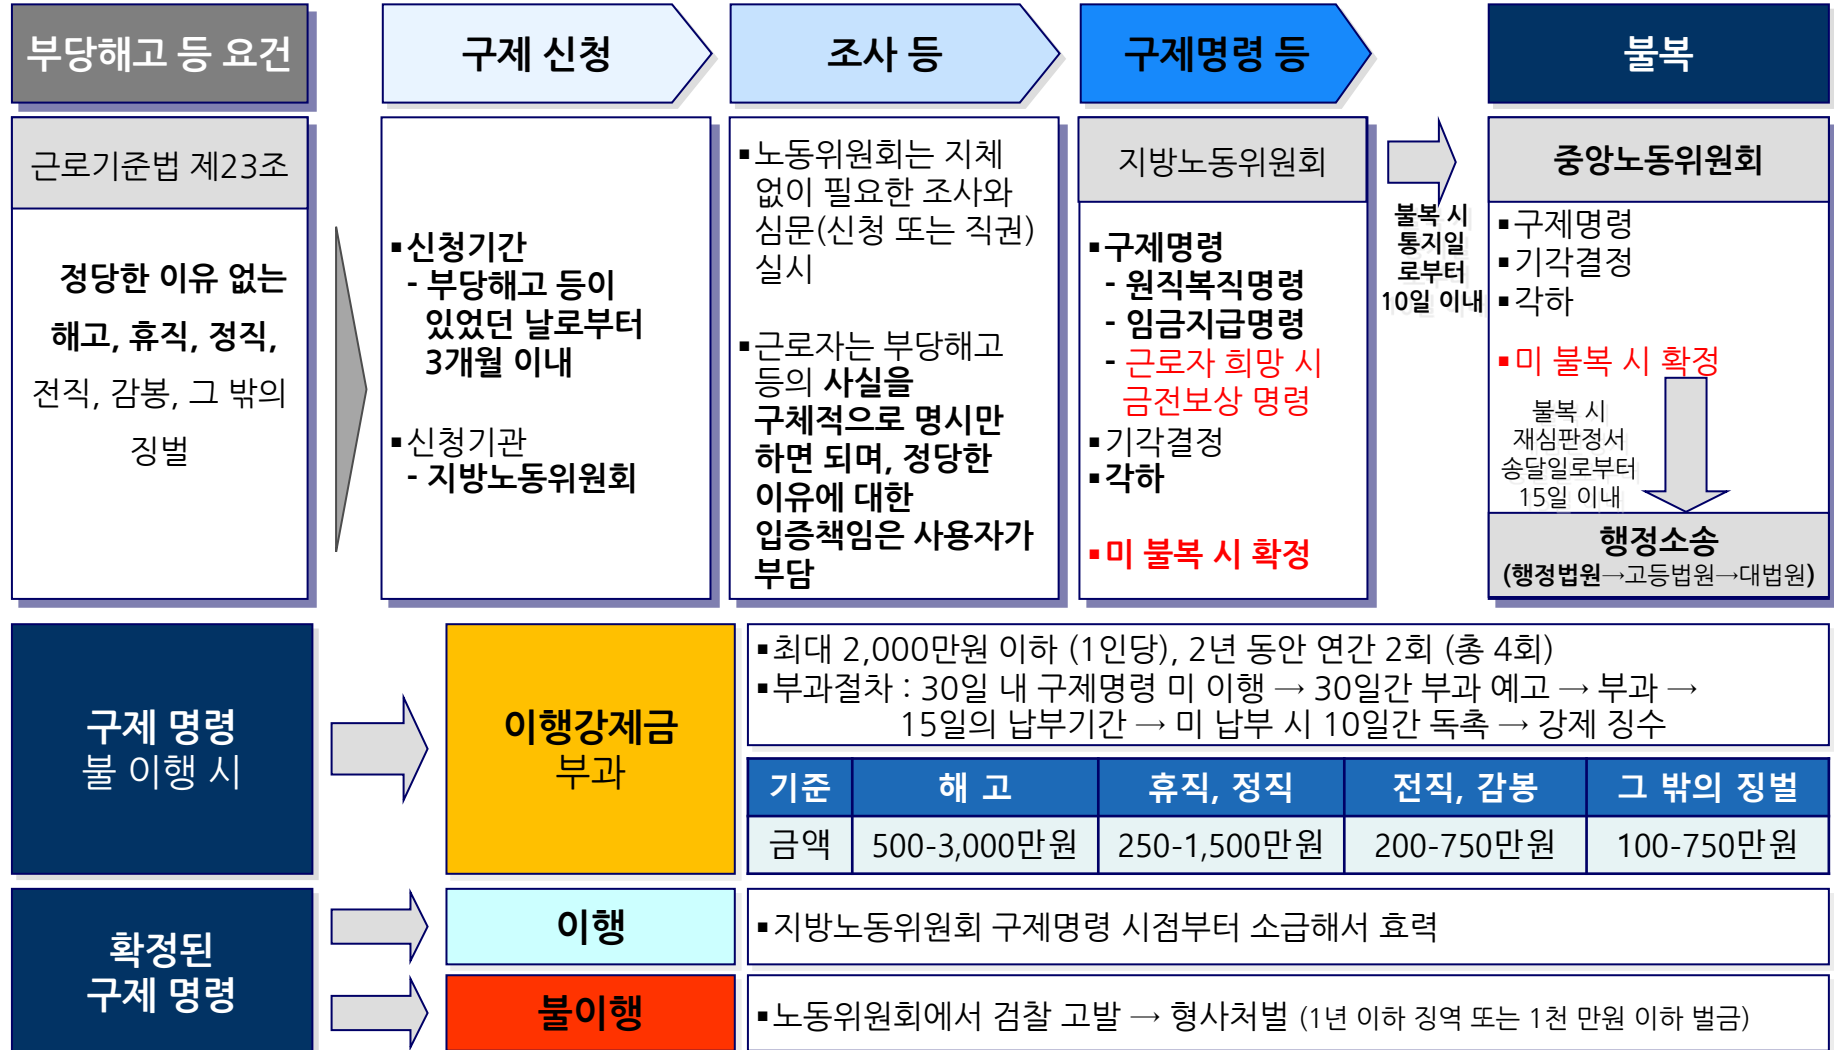 부당해고 등 요건
구제 신청
조사 등
구제명령 등
불복
근로기준법 제23조
정당한 이유 없는
해고, 휴직, 정직,
전직, 감봉, 그 밖의
징벌
▪신청기간
- 부당해고 등이
있었던 날로부터
3개월 이내
▪신청기관
- 지방노동위원회
▪노동위원회는 지체
없이 필요한 조사와
심문(신청 또는 직권)
실시
▪근로자는 부당해고
등의 사실을
구체적으로 명시만
하면 되며, 정당한
이유에 대한
입증책임은 사용자가
부담
지방노동위원회
▪구제명령
- 원직복직명령
- 임금지급명령
- 근로자 희망 시
금전보상 명령
▪기각결정
▪각하
▪미 불복 시 확정
불복 시
통지일
로부터
10일 이내
중앙노동위원회
▪구제명령
▪기각결정
▪각하
▪미 불복 시 확정
불복 시
재심판정서
송달일로부터
15일 이내
행정소송
(행정법원→고등법원→대법원)
구제 명령
불 이행 시
이행강제금
부과
▪최대 2,000만원 이하 (1인당), 2년 동안 연간 2회 (총 4회)
▪부과절차 : 30일 내 구제명령 미 이행 → 30일간 부과 예고 → 부과 →
15일의 납부기간 → 미 납부 시 10일간 독촉 → 강제 징수
기준 해 고 휴직, 정직 전직, 감봉 그 밖의 징벌
금액 500-3,000만원 250-1,500만원 200-750만원 100-750만원
확정된
구제 명령
이행
▪지방노동위원회 구제명령 시점부터 소급해서 효력
불이행
▪노동위원회에서 검찰 고발 → 형사처벌 (1년 이하 징역 또는 1천 만원 이하 벌금)